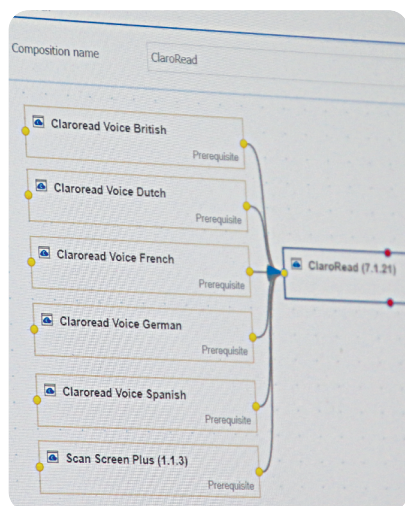 Composition name
ClaroRead
Claroread Voice British
Prerequisite
Claroread Voice Dutch
Prerequisite
Claroread Voice French
Prerequisite
Claroread Voice German
Prerequisite
Claroread Voice Spanish
Prerequisite
Scan Screen Plus (1.1.3)
Prerequisite
ClaroRead (7.1.21)